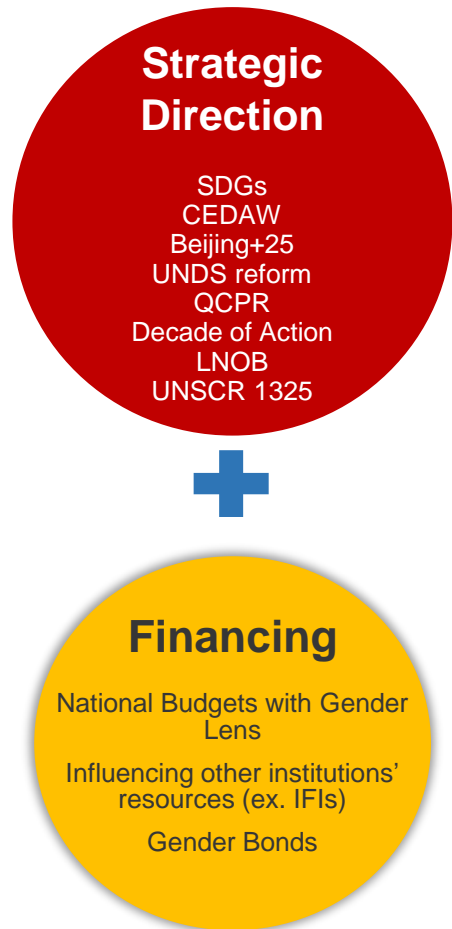 Strategic
Direction
SDGs
CEDAW
Beijing+25
UNDS reform
QCPR
Decade of Action
LNOB
UNSCR 1325
Financing
National Budgets with Gender
Lens
Influencing other institutions’
resources (ex. IFIs)
Gender Bonds